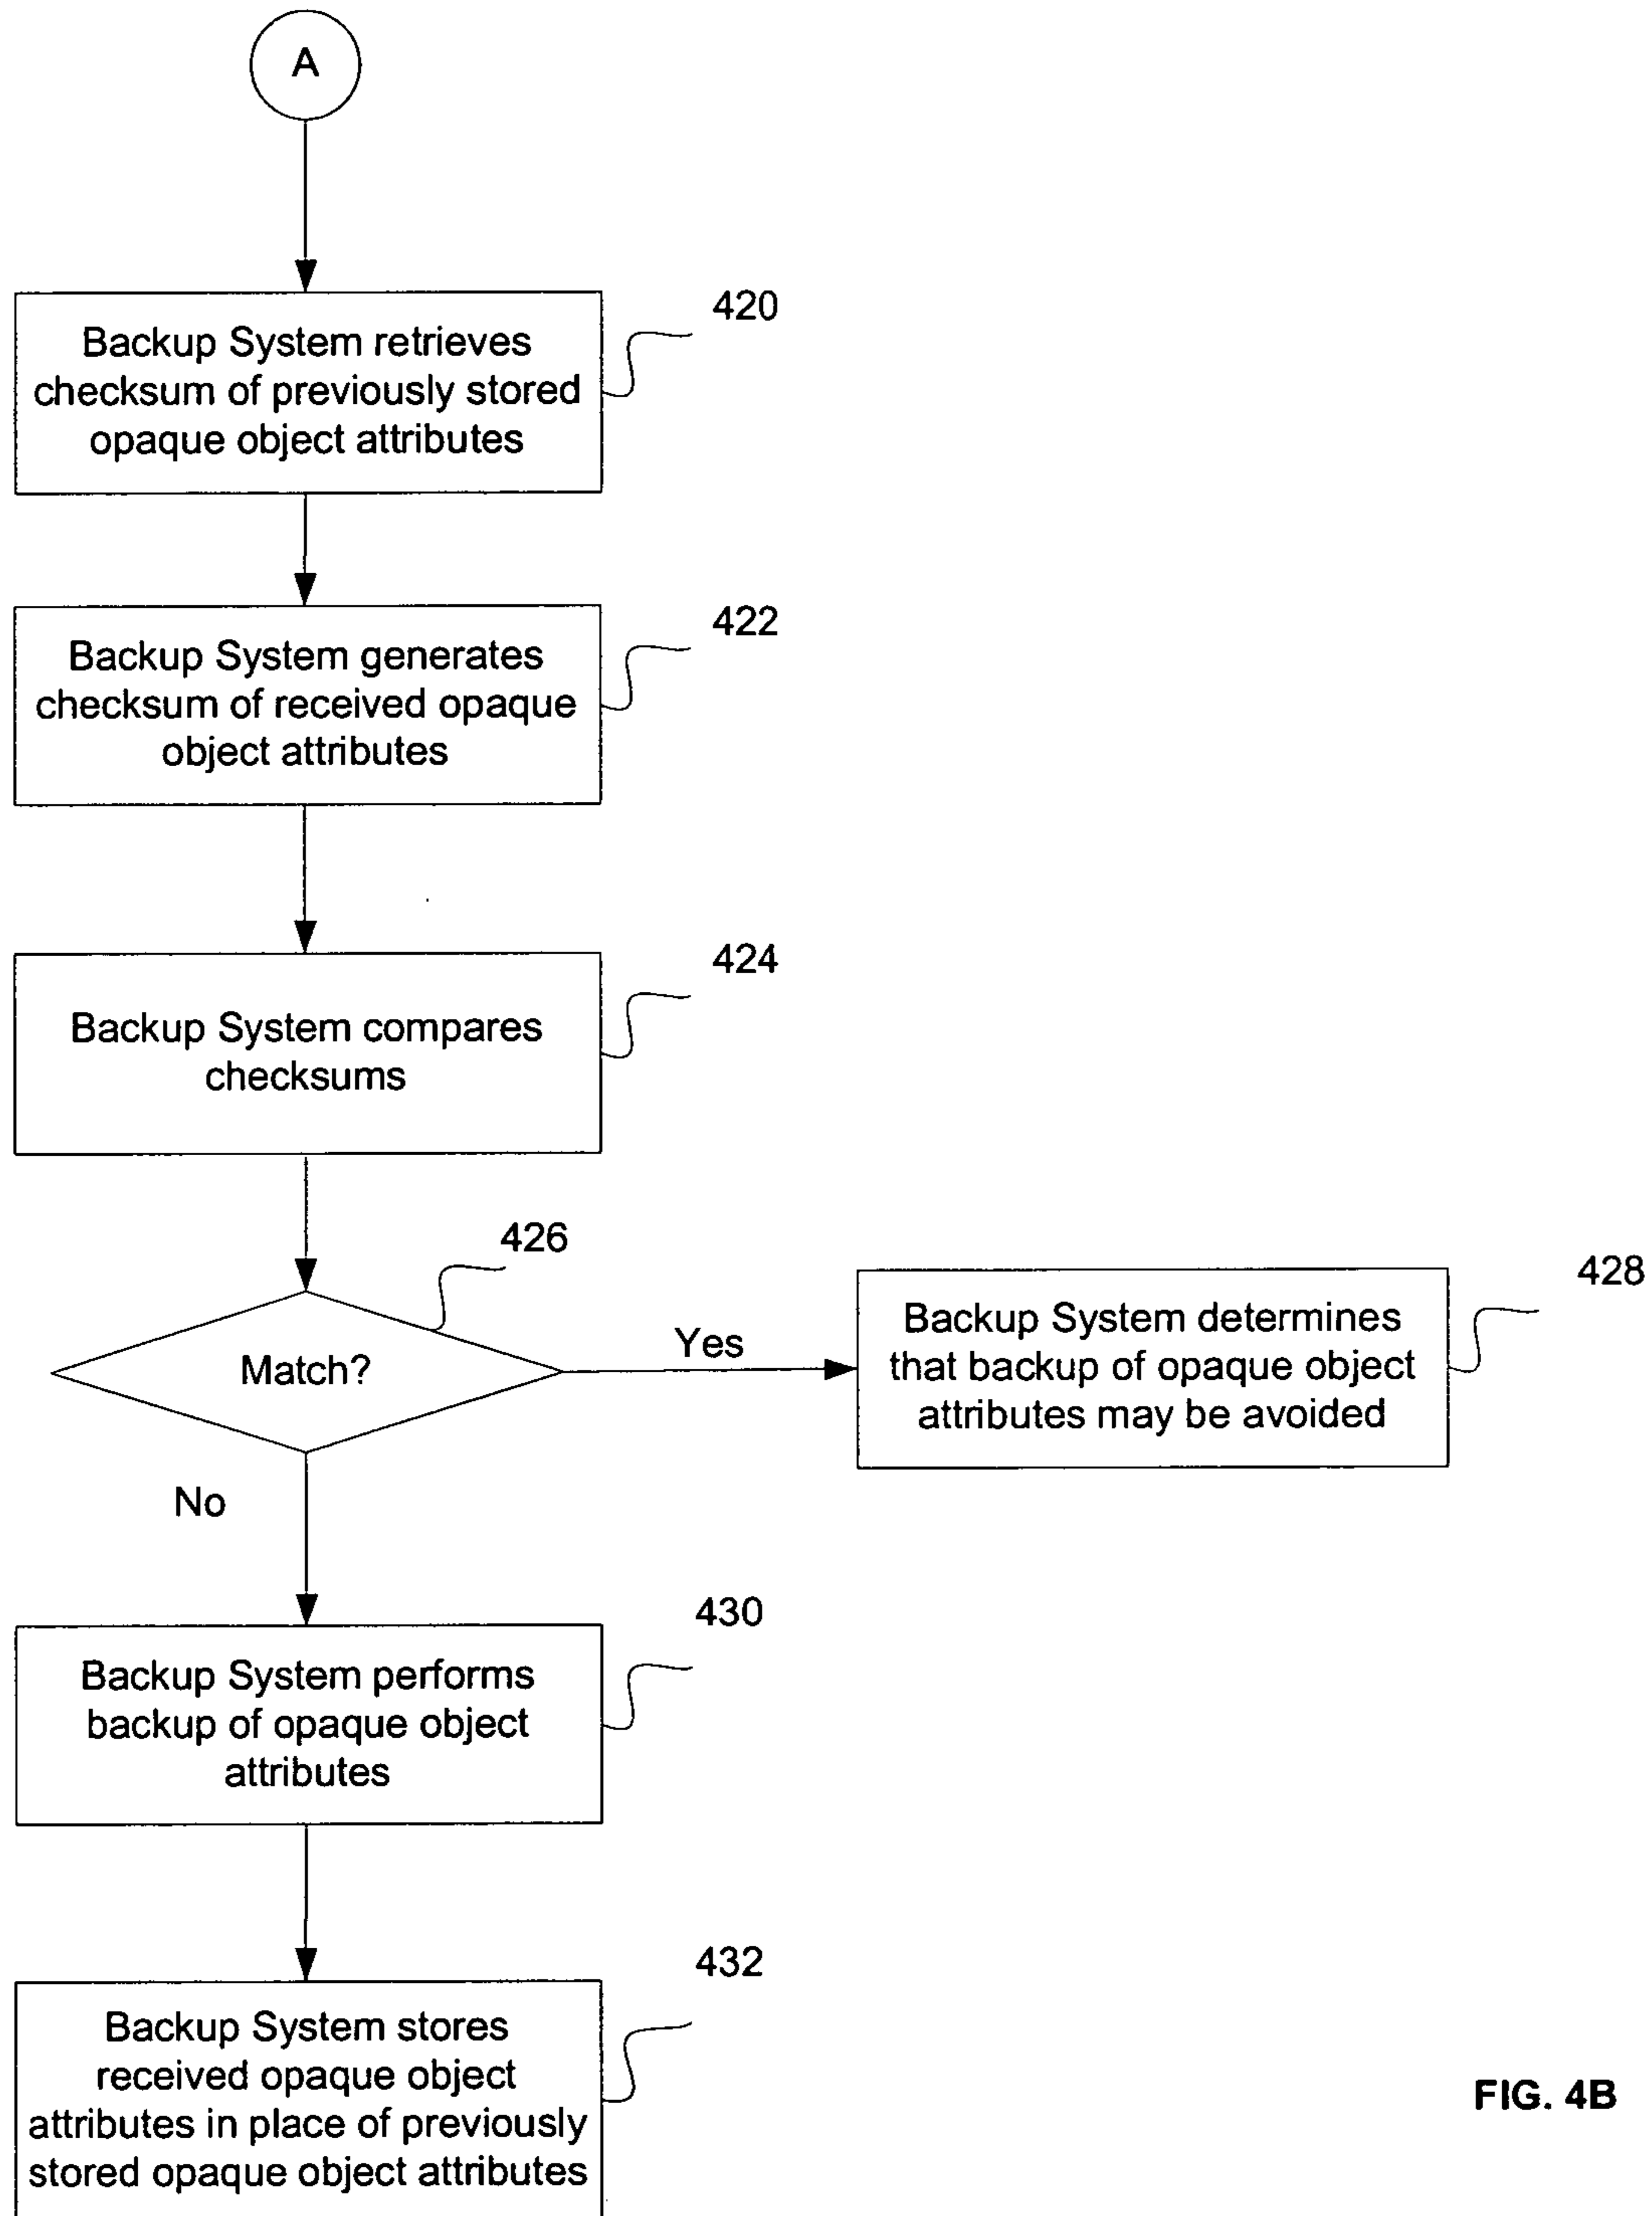 A
420
Backup System retrieves
checksum of previously stored
opaque object attributes
422
Backup System generates
checksum of received opaque
object attributes
424
Backup System compares
checksums
426
Match?
Yes
428
Backup System determines
that backup of opaque object
attributes may be avoided
No
430
Backup System performs
backup of opaque object
attributes
432
Backup System stores
received opaque object
attributes in place of previously
stored opaque object attributes
FIG. 4B